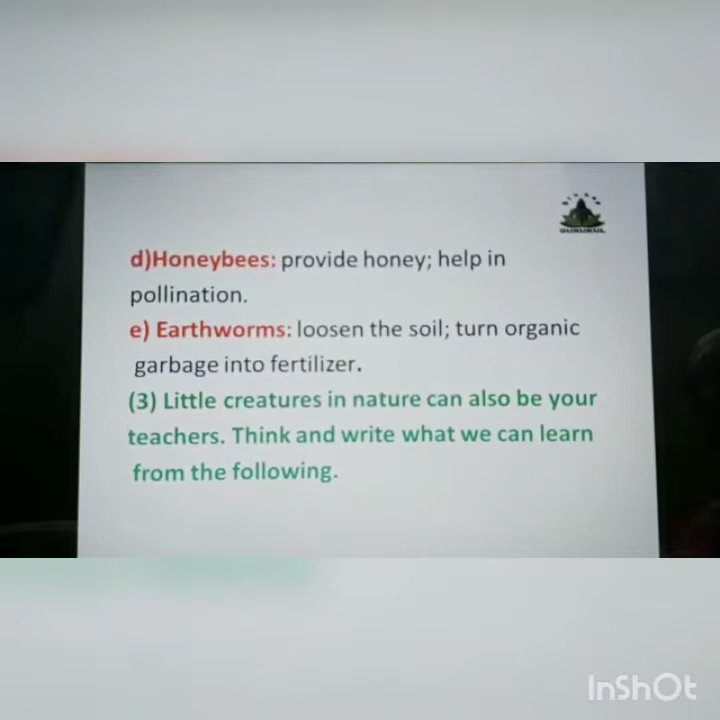 GURUKUL
d)Honeybees: provide honey; help in
pollination.
e) Earthworms: loosen the soil; turn organic
garbage into fertilizer.
(3) Little creatures in nature can also be your
teachers. Think and write what we can learn
from the following.
InShOt